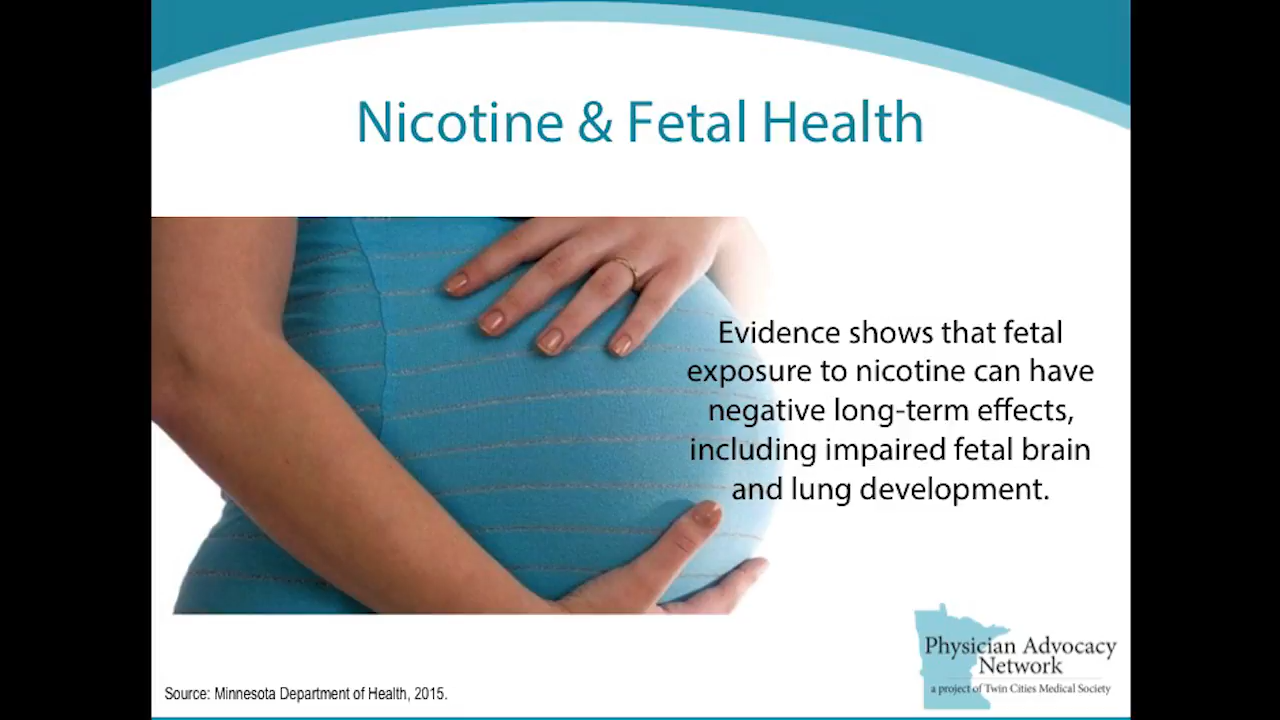 Nicotine & Fetal Health
Evidence shows that fetal
exposure to nicotine can have
negative long-term effects,
including impaired fetal brain
and lung development.
Physician Advocacy
Network
a project of Twin Cities Medical Society
Source: Minnesota Department of Health, 2015.